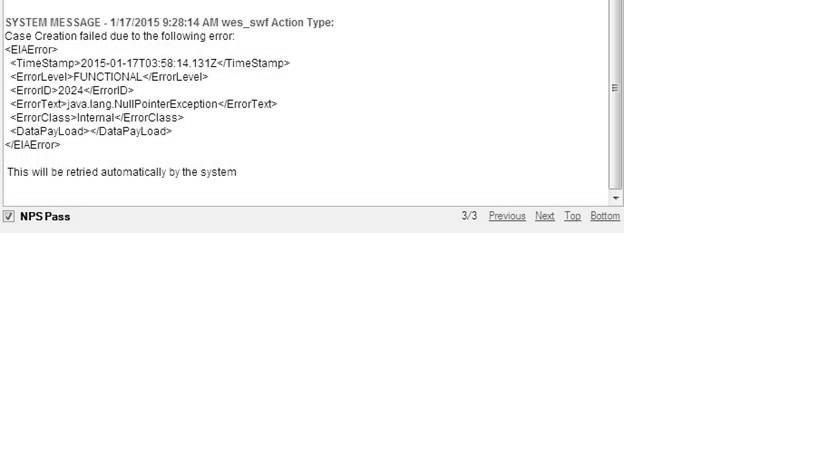 SYSTEM MESSAGE - 1/17/2015 9:28:14 AM wes_swf Action Type:
Case Creation failed due to the following error:
<EIAError>
<TimeStamp>2015-01-17T03:58:14.131Z</TimeStamp>
<ErrorLevel>FUNCTIONAL</ErrorLevel>
<ErrorID>2024</ErrorID>
<ErrorText>java.lang.NullPointerException</ErrorText>
<ErrorClass>Internal</ErrorClass>
<DataPayLoad></DataPayLoad>
</EIAError>
This will be retried automatically by the system
NPS Pass 3/3 Previous Next Top Bottom